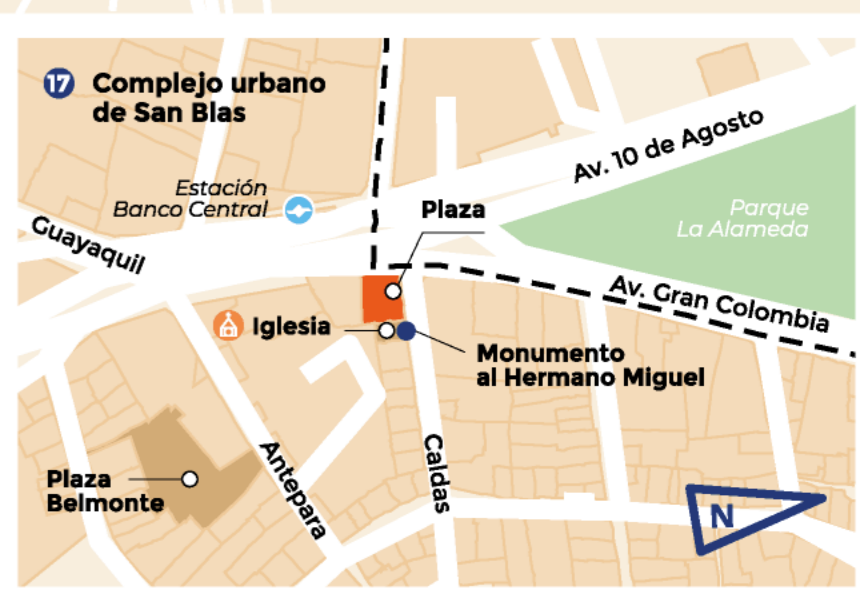 17 Complejo urbano
de San Blas
Av. 10 de Agosto
Estación
Banco Central
Plaza
Parque
La Alameda
Guayaquil
Av. Gran Colombia
Iglesia
Monumento
al Hermano Miguel
Caldas
Antepara
Plaza
Belmonte
N